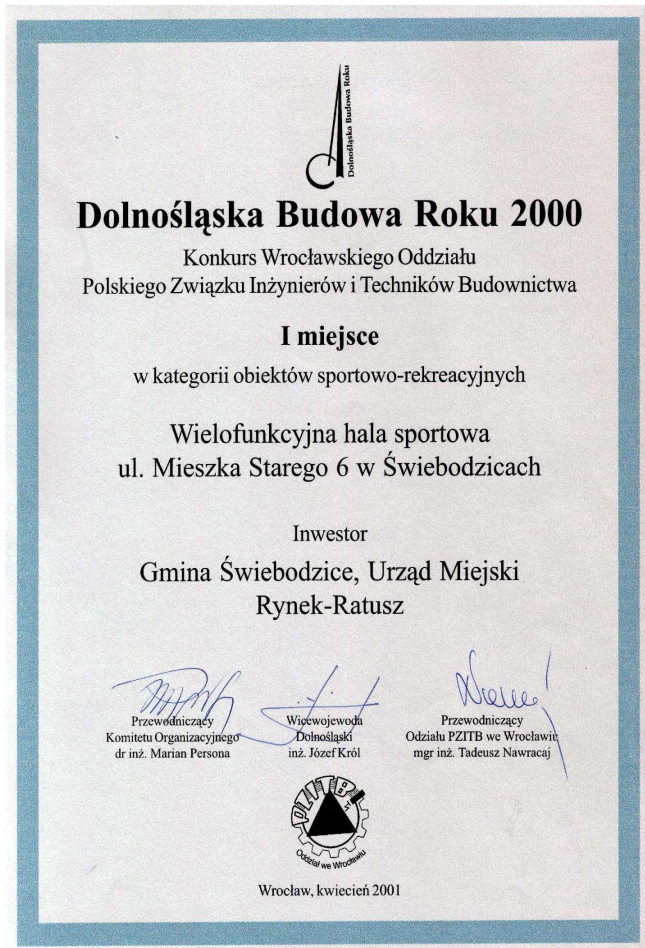 Dolnośląska Budowa Roku
Dolnośląska Budowa Roku 2000
Konkurs Wrocławskiego Oddziału
Polskiego Związku Inżynierów i Techników Budownictwa
I miejsce
w kategorii obiektów sportowo-rekreacyjnych
Wielofunkcyjna hala sportowa
ul. Mieszka Starego 6 w Świebodzicach
Inwestor
Gmina Świebodzice, Urząd Miejski
Rynek-Ratusz
Przewodniczący
Komitetu Organizacyjnego
dr inż. Marian Persona
Wicewojewoda
Dolnośląski
inż. Józef Król
Przewodniczący
Odziału PZITB we Wrocławiu
mgr inż. Tadeusz Nawracaj
PZITB
Oddział we Wrocławiu
Wrocław, kwiecień 2001